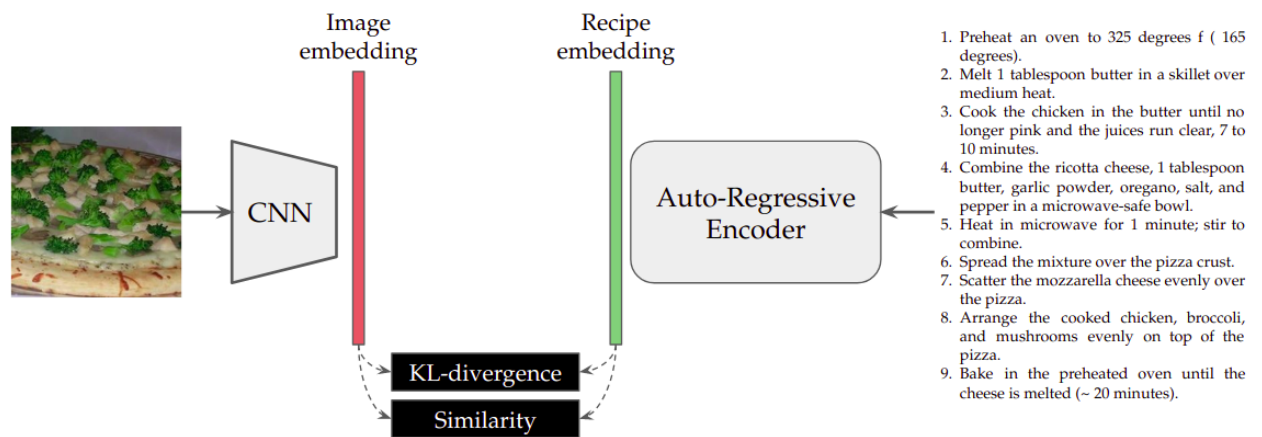 Image
embedding
Recipe
embedding
CNN
Auto-Regressive
Encoder
KL-divergence
Similarity
1. Preheat an oven to 325 degrees f ( 165
degrees).
2. Melt 1 tablespoon butter in a skillet over
medium heat.
3. Cook the chicken in the butter until no
longer pink and the juices run clear, 7 to
10 minutes.
4. Combine the ricotta cheese, 1 tablespoon
butter, garlic powder, oregano, salt, and
pepper in a microwave-safe bowl.
5. Heat in microwave for 1 minute; stir to
combine.
6. Spread the mixture over the pizza crust.
7. Scatter the mozzarella cheese evenly over
the pizza.
8. Arrange the cooked chicken, broccoli,
and mushrooms evenly on top of the
pizza.
9. Bake in the preheated oven until the
cheese is melted (~ 20 minutes).